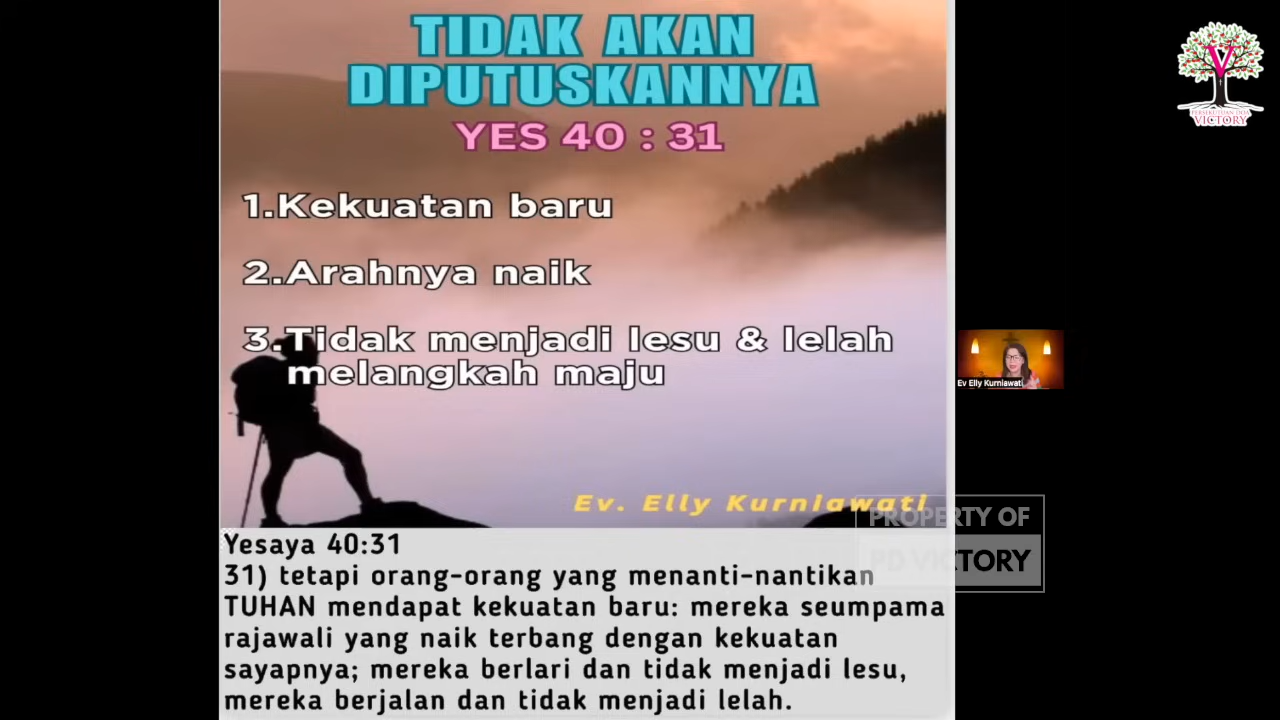 TIDAK AKAN
DIPUTUSKANNYA
YES 40 : 31
1.Kekuatan baru
2.Arahnya naik
3.Tidak menjadi lesu & lelah
melangkah maju
Ev. Elly Kurniawati
Yesaya 40:31
31) tetapi orang-orang yang menanti-nantikan
TUHAN mendapat kekuatan baru: mereka seumpama
rajawali yang naik terbang dengan kekuatan
sayapnya; mereka berlari dan tidak menjadi lesu,
mereka berjalan dan tidak menjadi lelah.
PROPERTY OF
PD VICTORY
Ev Elly Kurniawati
V
PERSEKUTUAN DOA
VICTORY